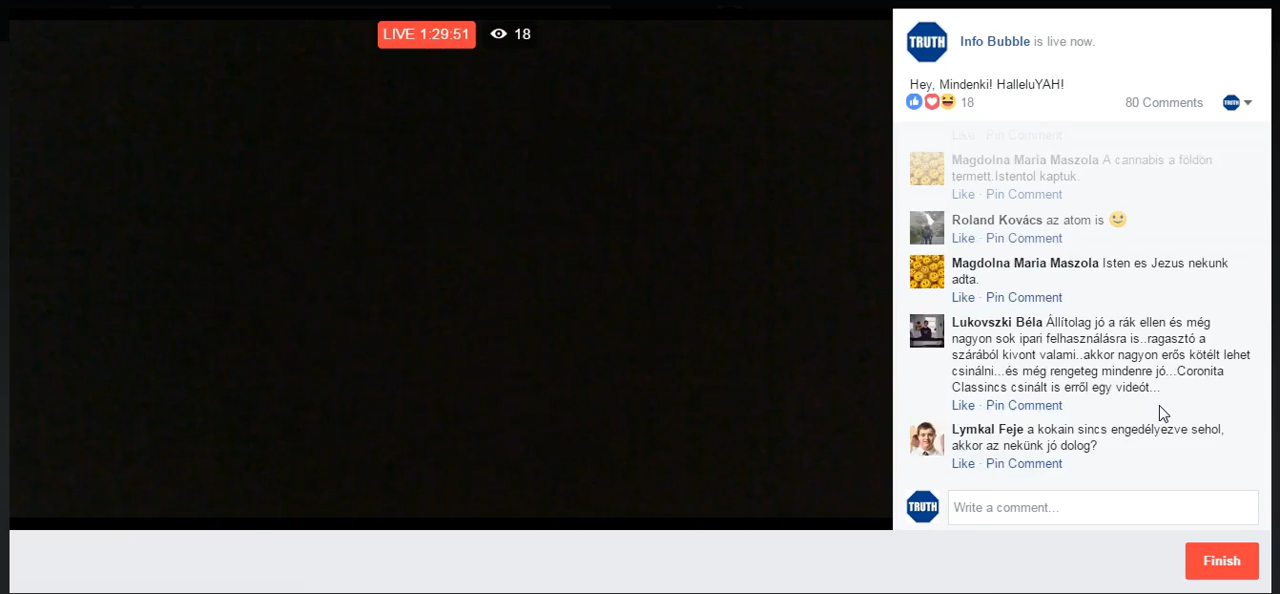 LIVE 1:29:51 18
TRUTH
Info Bubble is live now.
Hey, Mindenki! HalleluYAH!
18
80 Comments
TRUTH
Like · Pin Comment
Magdolna Maria Maszola A cannabis a földön
termett.Istentol kaptuk.
Like · Pin Comment
Roland Kovács az atom is
Like · Pin Comment
Magdolna Maria Maszola Isten es Jezus nekunk
adta.
Like · Pin Comment
Lukovszki Béla Állítolag jó a rák ellen és még
nagyon sok ipari felhasználásra is..ragasztó a
szárából kivont valami..akkor nagyon erős kötélt lehet
csinálni...és még rengeteg mindenre jó...Coronita
Classincs csinált is erről egy videót...
Like · Pin Comment
Lymkal Feje a kokain sincs engedélyezve sehol,
akkor az nekünk jó dolog?
Like · Pin Comment
TRUTH
Write a comment...
Finish